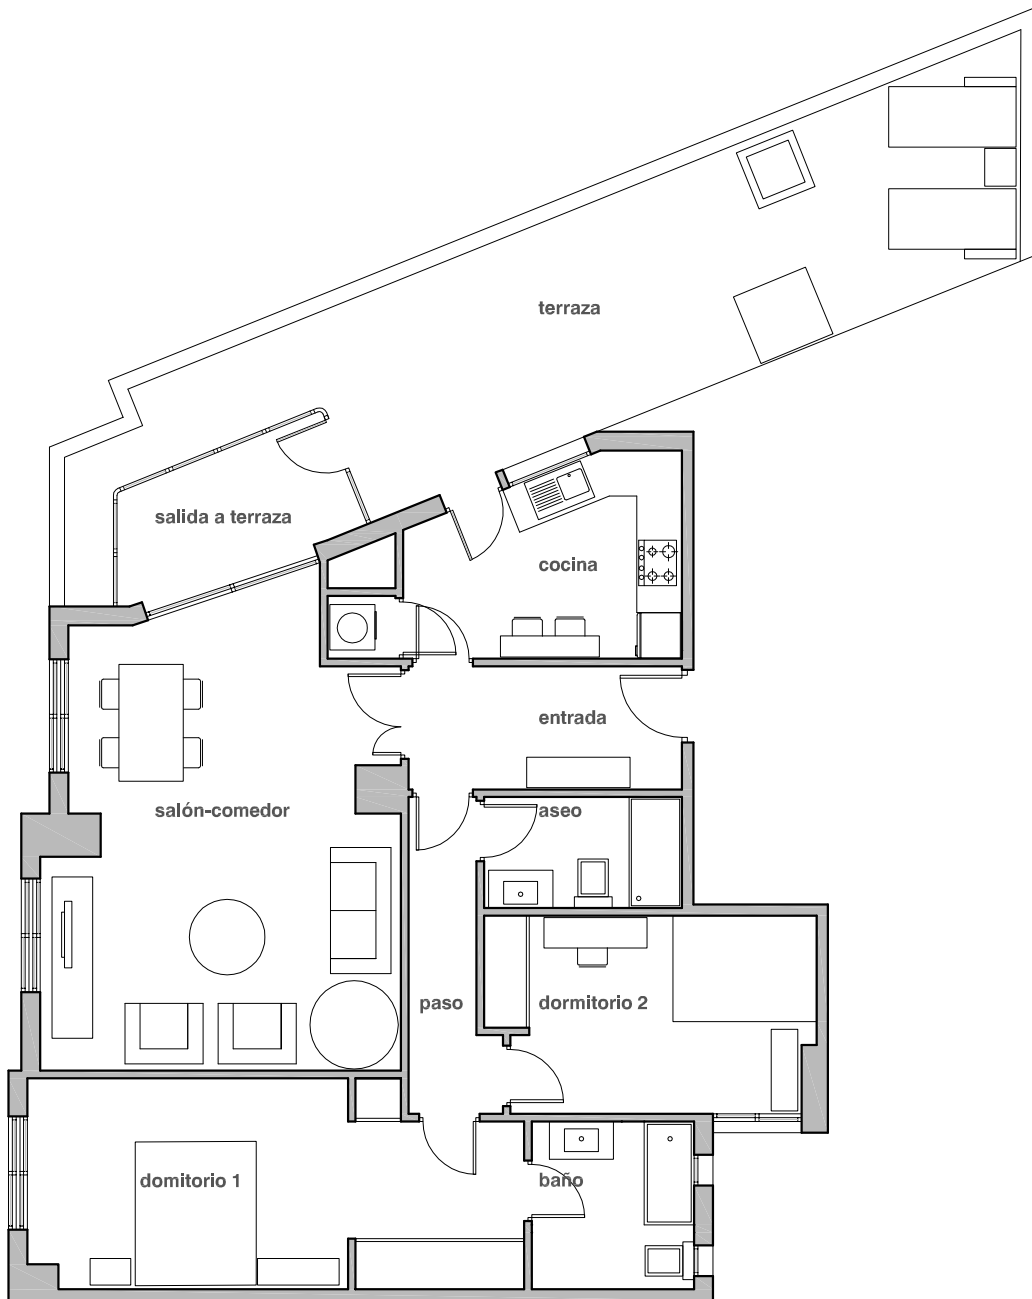 terraza
salida a terraza
cocina
entrada
salón-comedor
aseo
paso
dormitorio 2
domitorio 1
baño